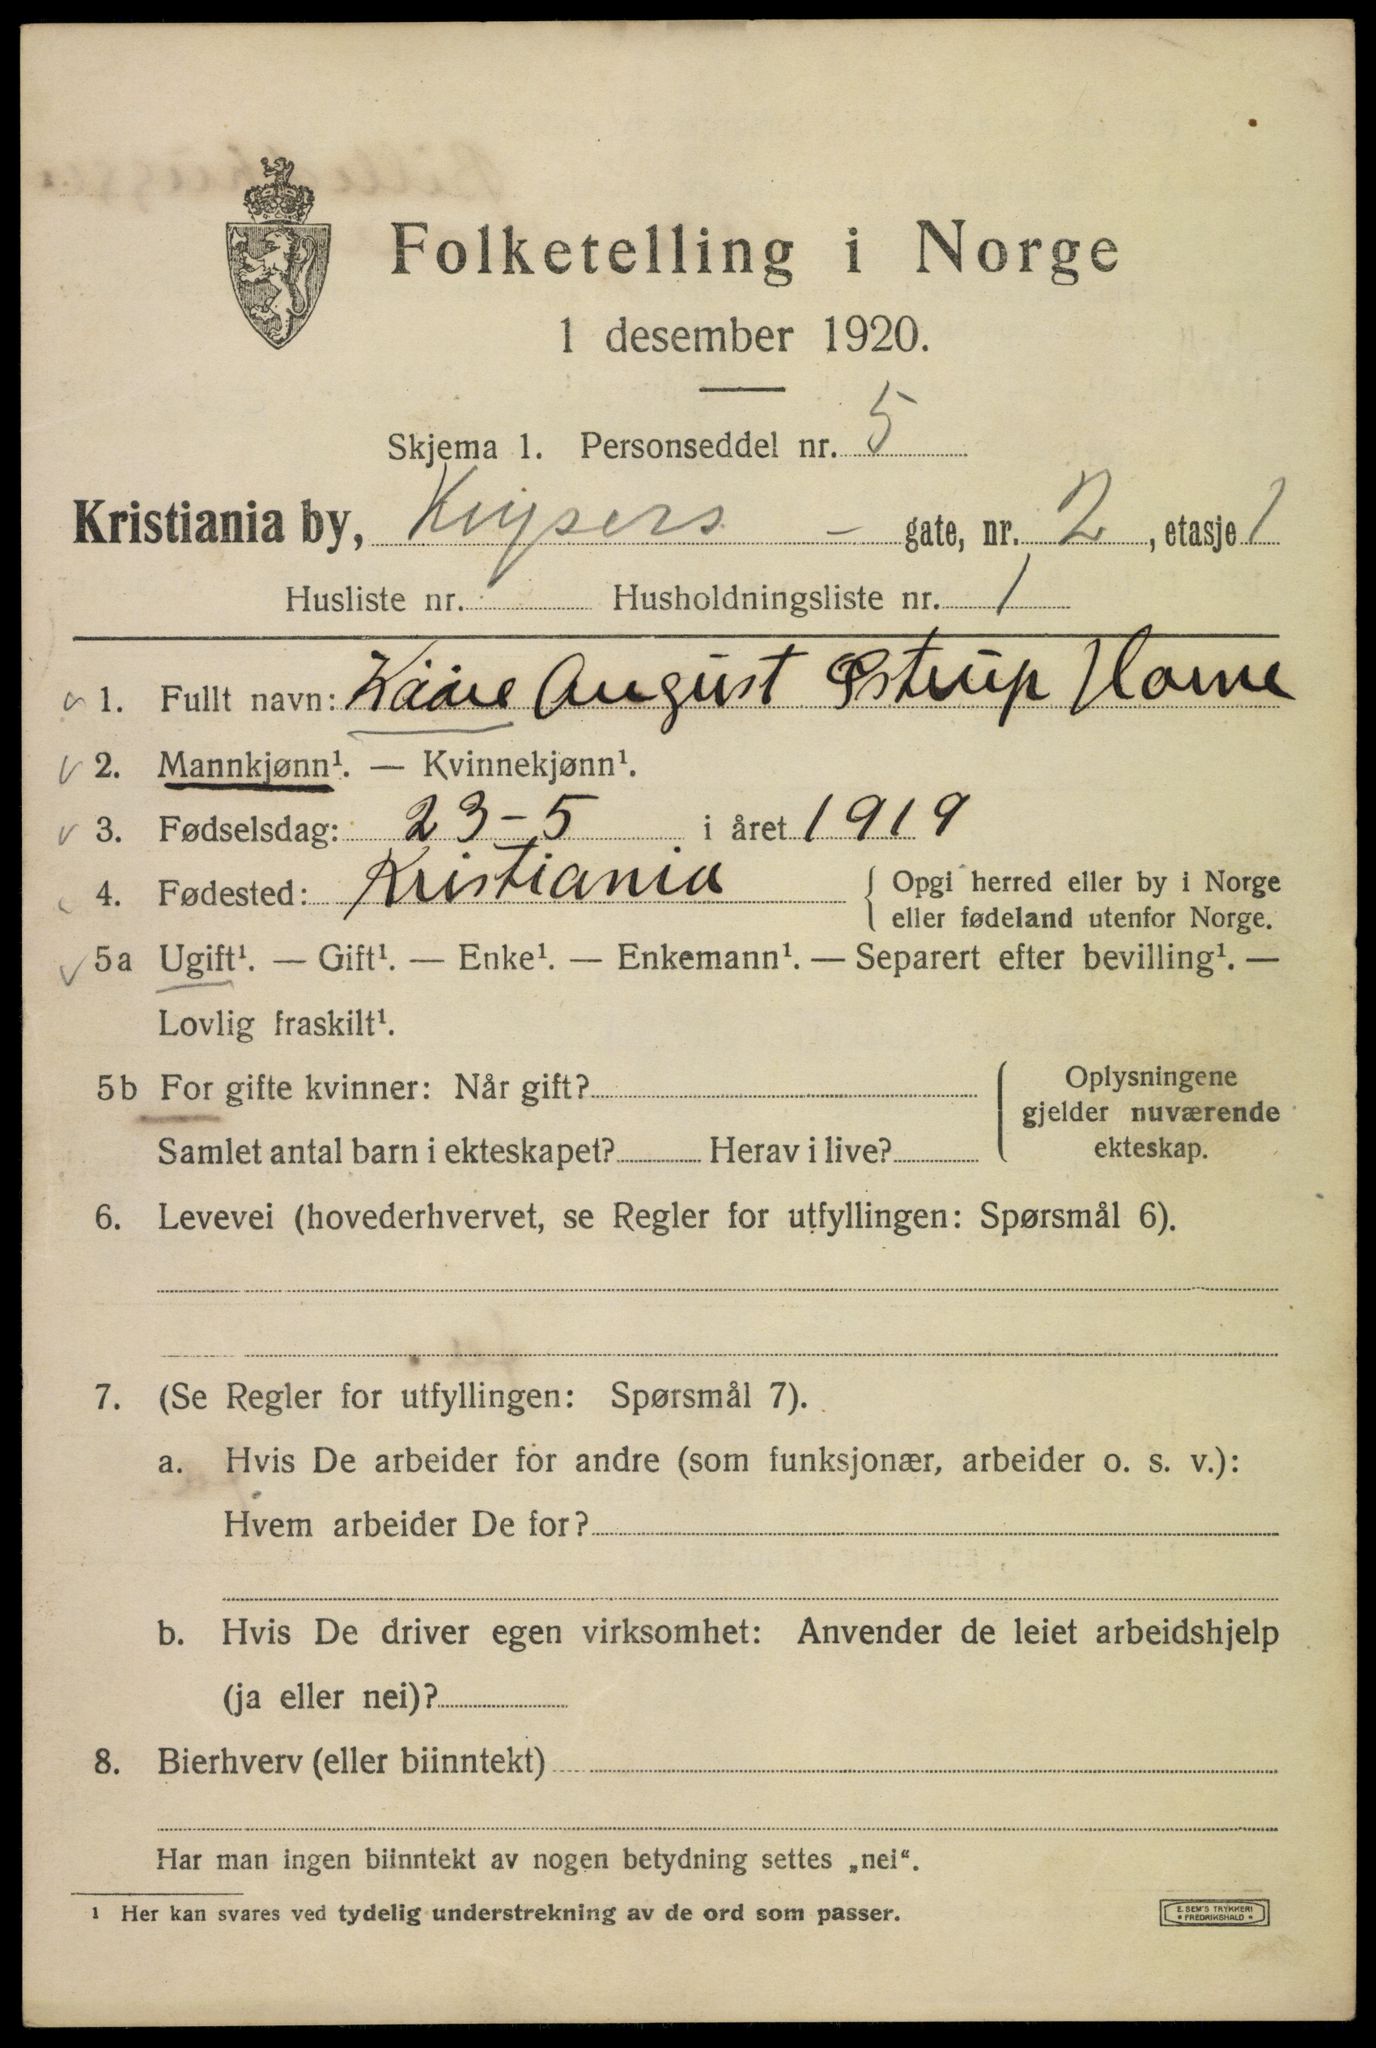 Folketelling i Norge
1 desember 1920.
Skjema 1. Personseddel nr. 5
Kristiania by, Keysers - gate, nr. 2, etasje 1
Husliste nr. Husholdningsliste nr. 1
1. Fullt navn: Kååre August Østrup
2. Mannkjønn¹. — Kvinnekjønn¹.
3. Fødselsdag: 23-5 i året 1919
4. Fødested: Kristiania { Opgi herred eller by i Norge
eller fødeland utenfor Norge.
5a Ugift¹. — Gift¹. — Enke¹. — Enkemann¹. — Separert efter bevilling¹. —
Lovlig fraskilt¹.
5b For gifte kvinner: Når gift?
Samlet antal barn i ekteskapet? Herav i live?
{ Oplysningene
gjelder nuværende
ekteskap.
6. Levevei (hovederhvervet, se Regler for utfyllingen: Spørsmål 6).
7. (Se Regler for utfyllingen: Spørsmål 7).
a. Hvis De arbeider for andre (som funksjonær, arbeider o. s. v.):
Hvem arbeider De for?
b. Hvis De driver egen virksomhet: Anvender de leiet arbeidshjelp
(ja eller nei)?
8. Bierhverv (eller biinntekt)
Har man ingen biinntekt av nogen betydning settes „nei“.
¹ Her kan svares ved tydelig understrekning av de ord som passer.
E. SEM'S TRYKKERI
• FREDRIKSHALD •